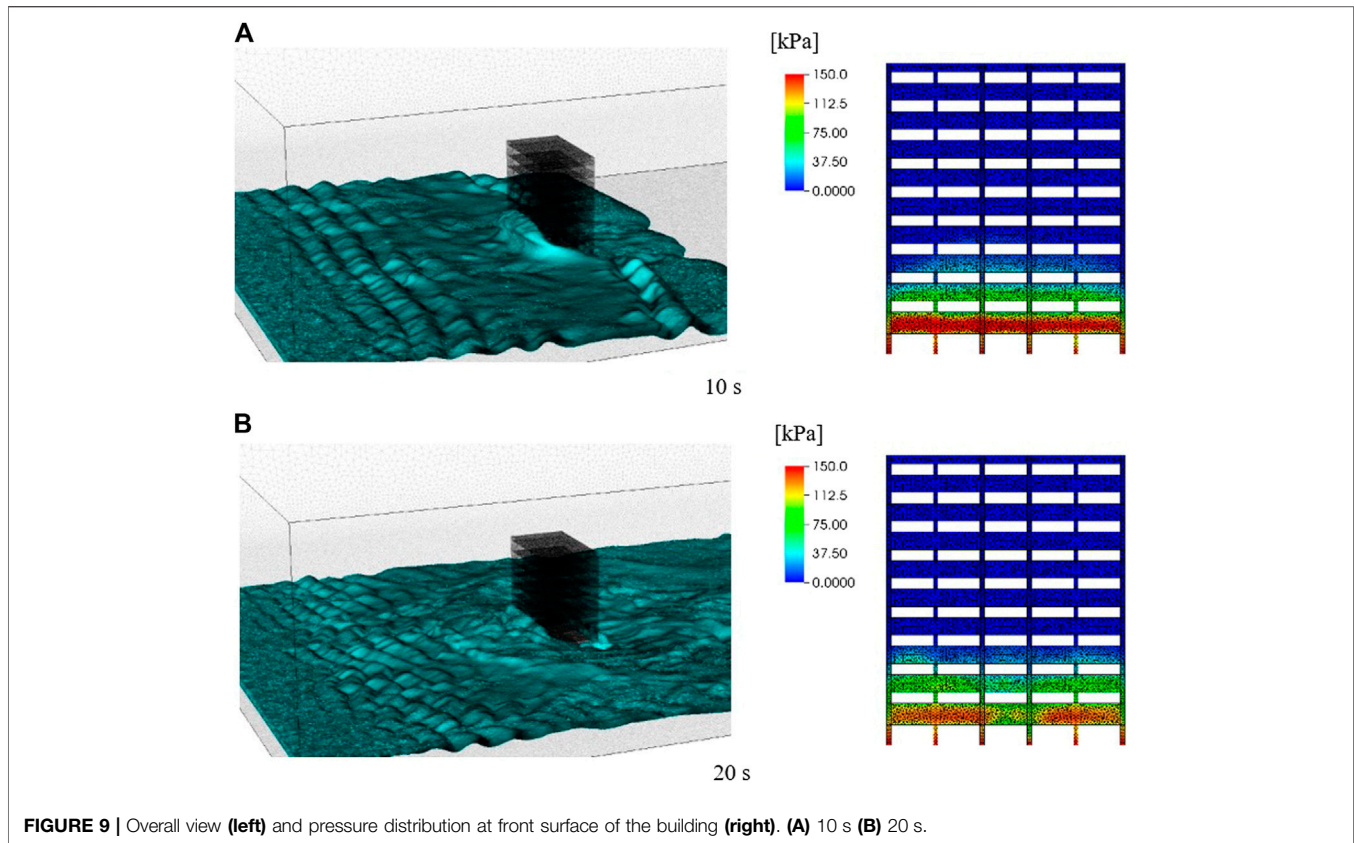 A
[kPa]
150.0
112.5
75.00
37.50
0.0000
10 s
B
[kPa]
150.0
112.5
75.00
37.50
0.0000
20 s
FIGURE 9 | Overall view (left) and pressure distribution at front surface of the building (right). (A) 10 s (B) 20 s.